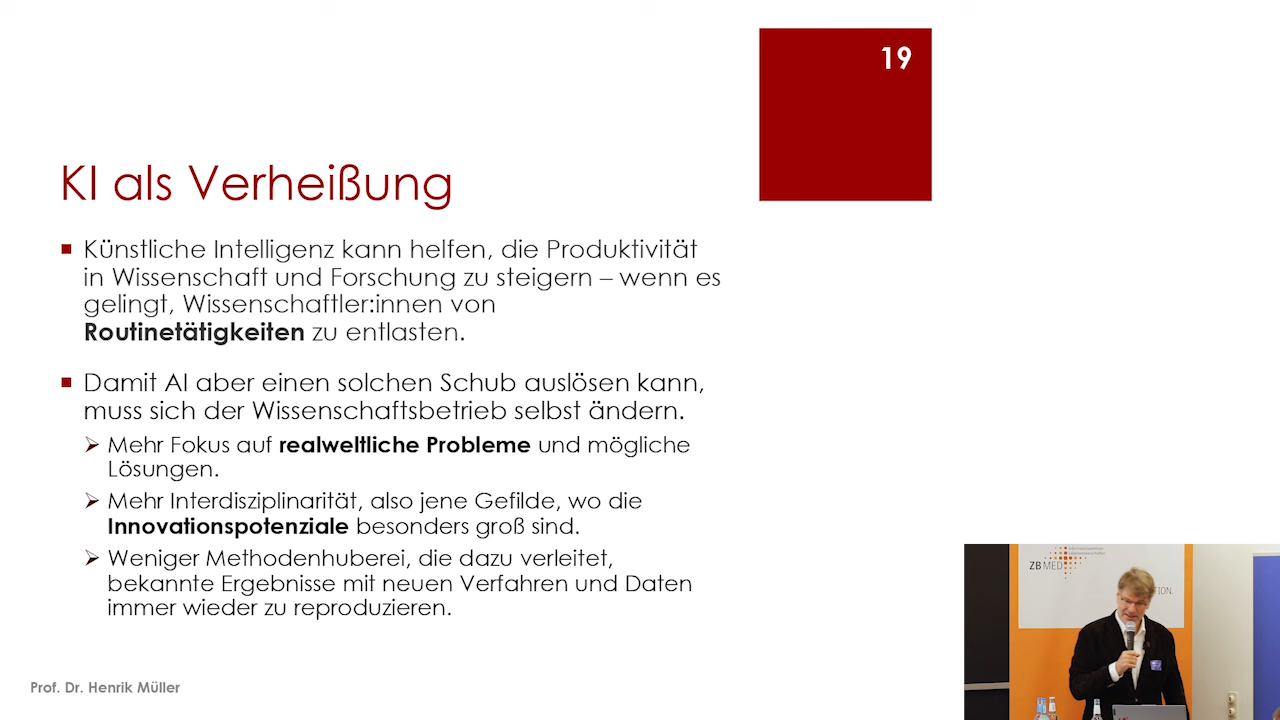 19
KI als Verheißung
Künstliche Intelligenz kann helfen, die Produktivität
in Wissenschaft und Forschung zu steigern – wenn es
gelingt, Wissenschaftler:innen von
Routinetätigkeiten zu entlasten.
Damit AI aber einen solchen Schub auslösen kann,
muss sich der Wissenschaftsbetrieb selbst ändern.
Mehr Fokus auf realweltliche Probleme und mögliche
Lösungen.
Mehr Interdisziplinarität, also jene Gefilde, wo die
Innovationspotenziale besonders groß sind.
Weniger Methodenhuberei, die dazu verleitet,
bekannte Ergebnisse mit neuen Verfahren und Daten
immer wieder zu reproduzieren.
Prof. Dr. Henrik Müller
ZB MED